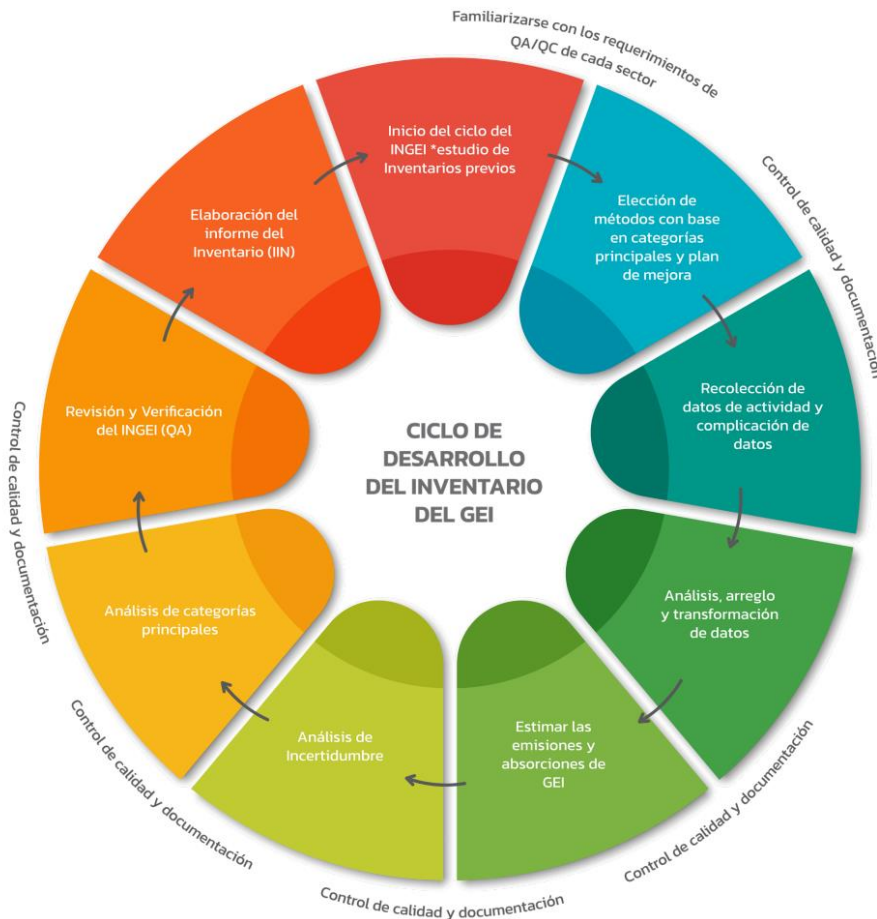 Familiarizarse con los requerimientos de
QA/QC de cada sector
Inicio del ciclo del
INGEI *estudio de
Inventarios previos
Elección de
métodos con base
en categorías
principales y plan
de mejora
Control de calidad y documentación
Recolección de
datos de actividad y
complicación de
datos
Análisis, arreglo
y transformación
de datos
Control de calidad y documentación
Estimar las
emisiones y
absorciones de
GEI
Control de calidad y documentación
Análisis de
Incertidumbre
Control de calidad y documentación
Análisis de categorías
principales
Control de calidad y documentación
Revisión y Verificación
del INGEI (QA)
Elaboración del
informe del
Inventario (IIN)
CICLO DE
DESARROLLO
DEL INVENTARIO
DEL GEI